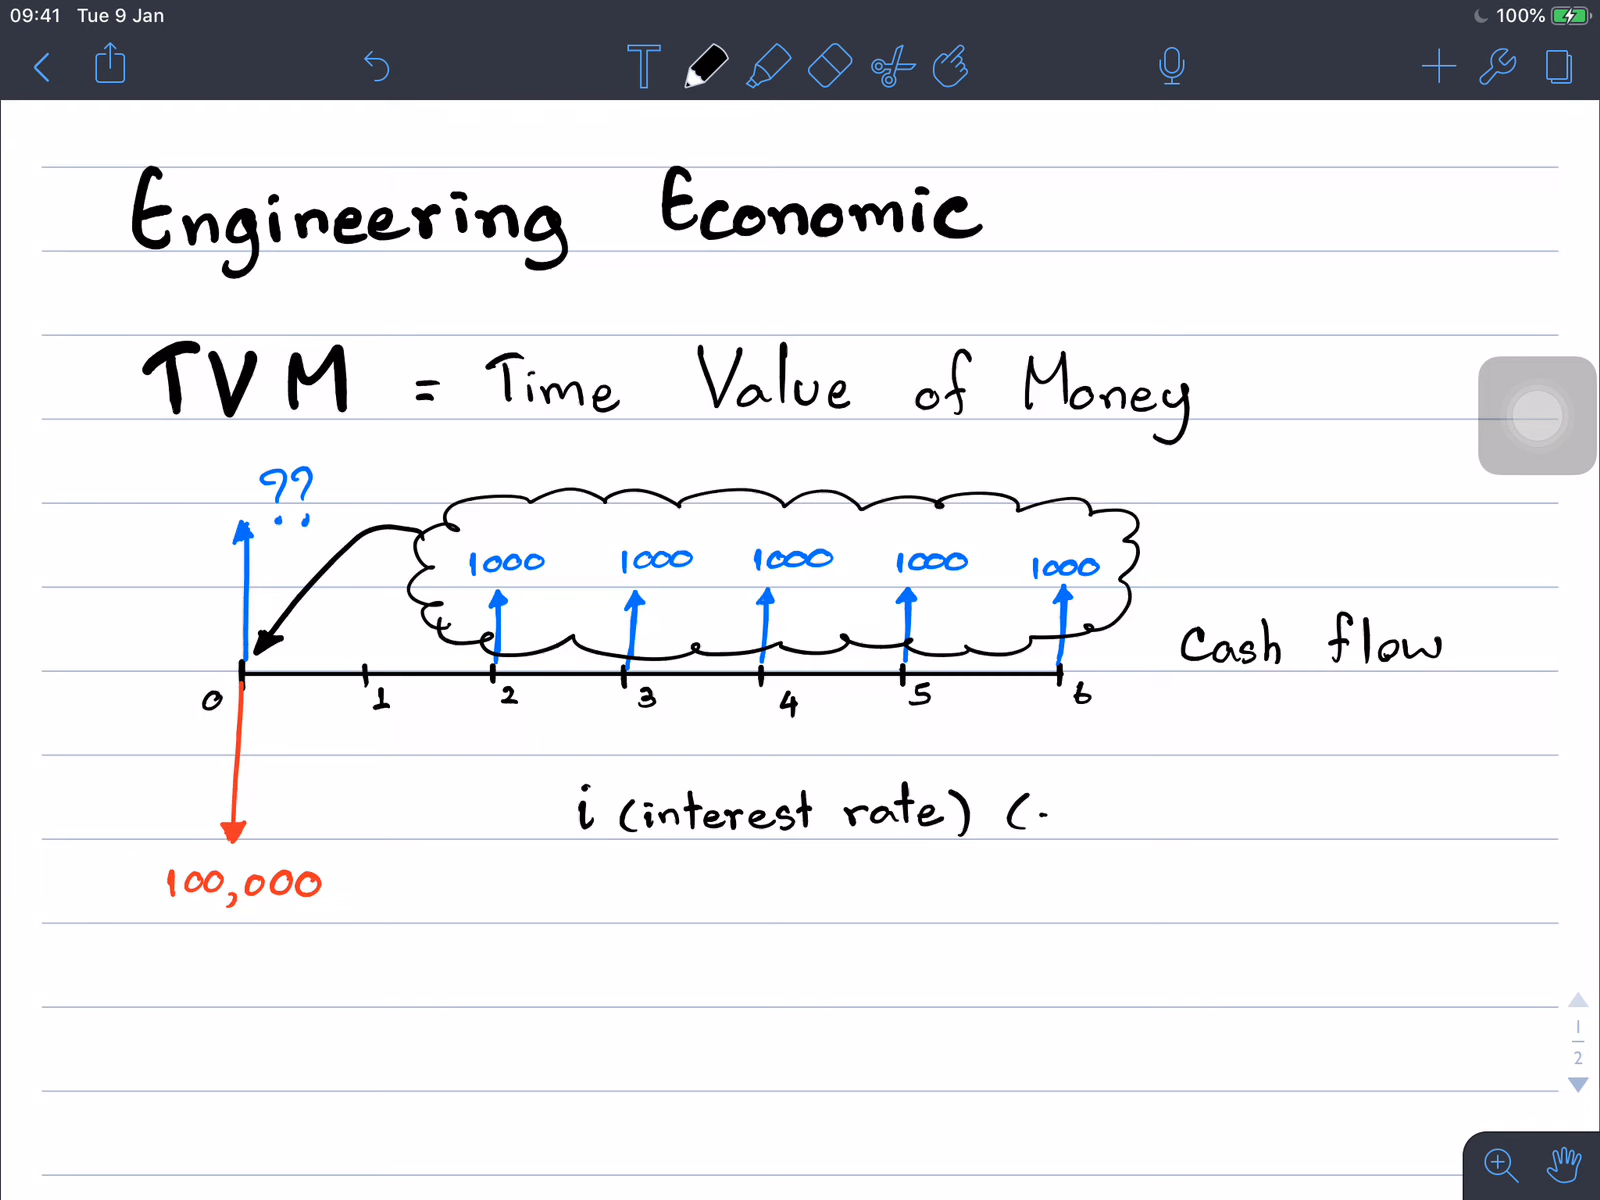 09:41 Tue 9 Jan 100%
Engineering Economic
TVM = Time Value of Money
??
1000 1000 1000 1000 1000
Cash flow
0 1 2 3 4 5 6
i (interest rate) (.
100,000
1
2